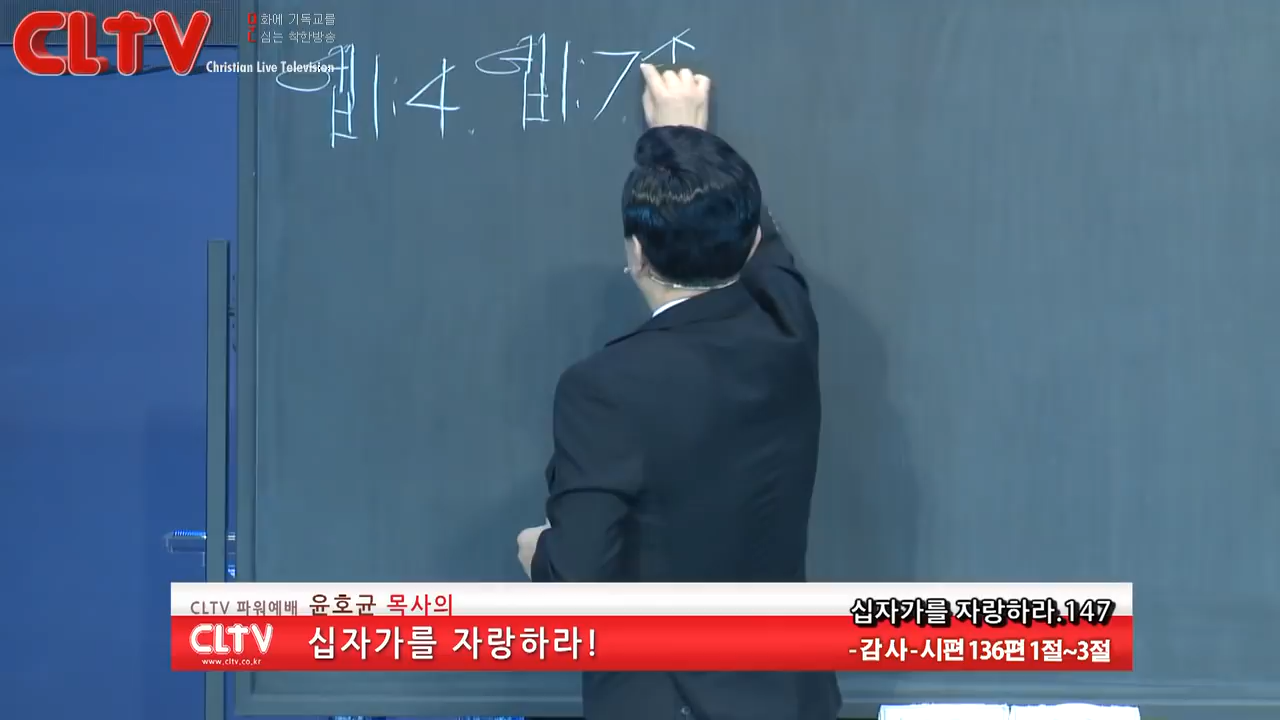 CLTV
문화에 기독교를
심는 착한방송
Christian Live Television
엡1:4. 엡1:7
CLTV 파워예배 윤호균 목사의
CLTV 십자가를 자랑하라!
www.cltv.co.kr
십자가를 자랑하라.147
-감사-시편 136편 1절~3절